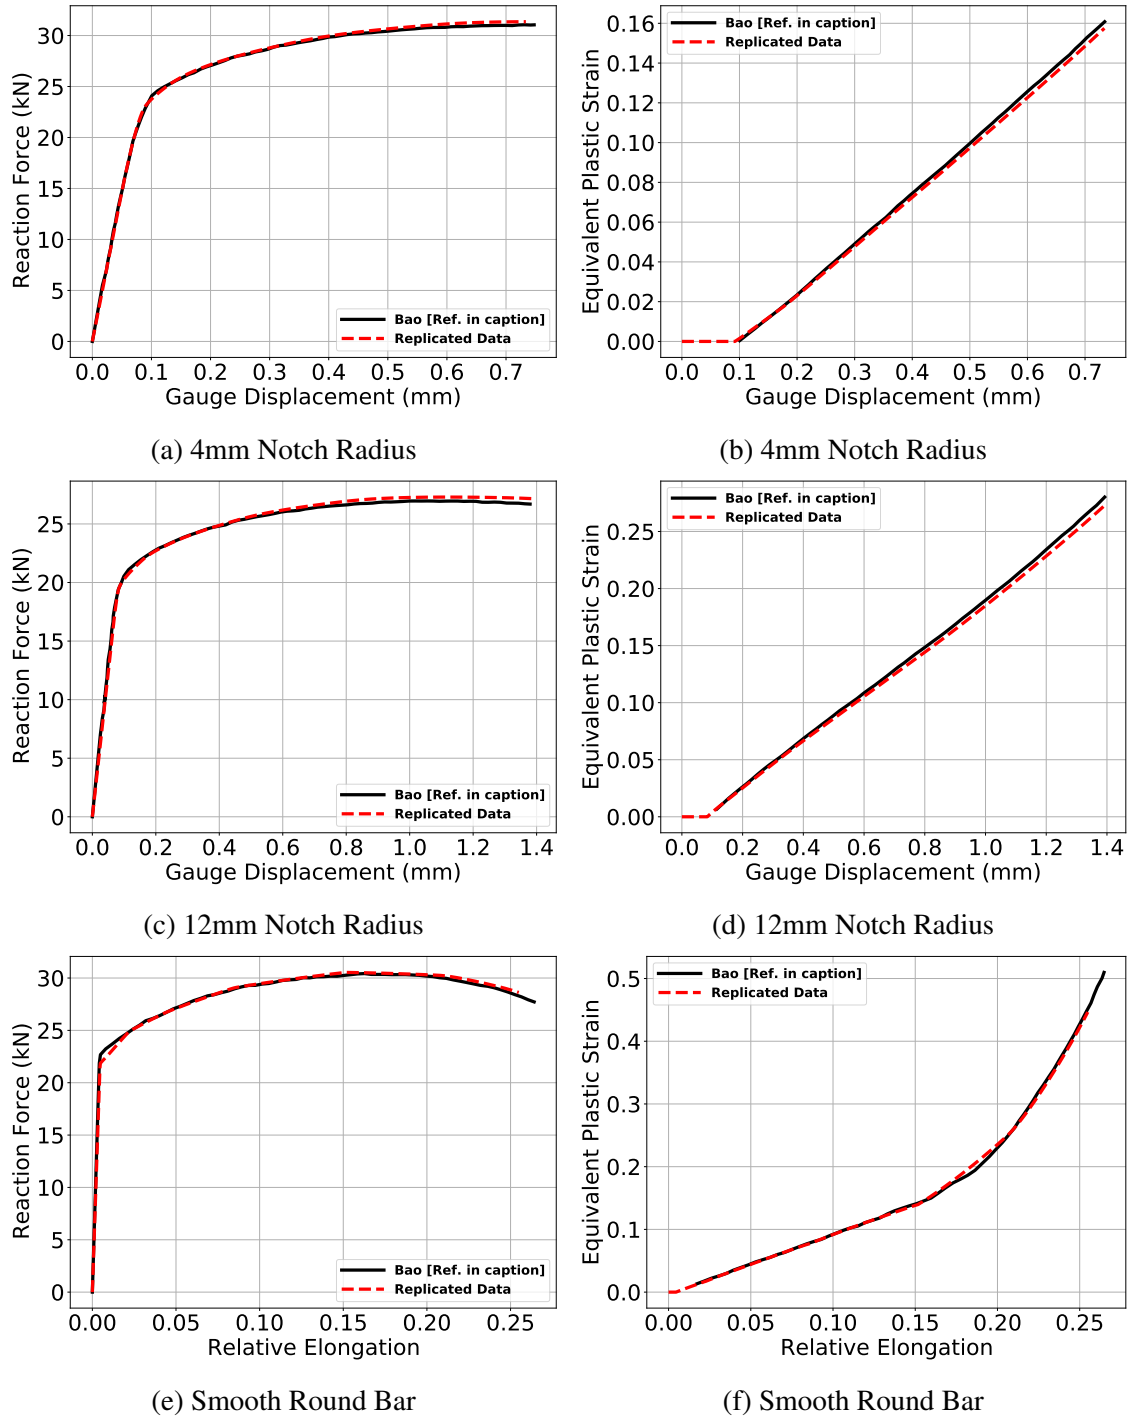 30
25
20
15
10
5
0
Reaction Force (kN)
Bao [Ref. in caption]
Replicated Data
0.0 0.1 0.2 0.3 0.4 0.5 0.6 0.7
Gauge Displacement (mm)
(a) 4mm Notch Radius
0.16
0.14
0.12
0.10
0.08
0.06
0.04
0.02
0.00
Equivalent Plastic Strain
Bao [Ref. in caption]
Replicated Data
0.0 0.1 0.2 0.3 0.4 0.5 0.6 0.7
Gauge Displacement (mm)
(b) 4mm Notch Radius
25
20
15
10
5
0
Reaction Force (kN)
Bao [Ref. in caption]
Replicated Data
0.0 0.2 0.4 0.6 0.8 1.0 1.2 1.4
Gauge Displacement (mm)
(c) 12mm Notch Radius
0.25
0.20
0.15
0.10
0.05
0.00
Equivalent Plastic Strain
Bao [Ref. in caption]
Replicated Data
0.0 0.2 0.4 0.6 0.8 1.0 1.2 1.4
Gauge Displacement (mm)
(d) 12mm Notch Radius
30
25
20
15
10
5
0
Reaction Force (kN)
Bao [Ref. in caption]
Replicated Data
0.00 0.05 0.10 0.15 0.20 0.25
Relative Elongation
(e) Smooth Round Bar
0.5
0.4
0.3
0.2
0.1
0.0
Equivalent Plastic Strain
Bao [Ref. in caption]
Replicated Data
0.00 0.05 0.10 0.15 0.20 0.25
Relative Elongation
(f) Smooth Round Bar